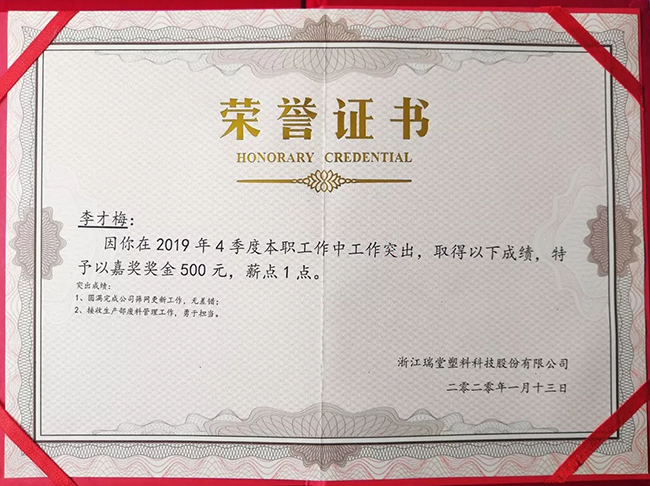 荣誉证书
HONORARY CREDENTIAL
李才梅：
因你在2019年4季度本职工作中工作突出，取得以下成绩，特
予以嘉奖奖金500元，薪点1点。
突出成绩：
1、圆满完成公司筛网更新工作，无差错；
2、接收生产部废料管理工作，勇于担当。
浙江瑞堂塑料科技股份有限公司
二零二零年一月十三日